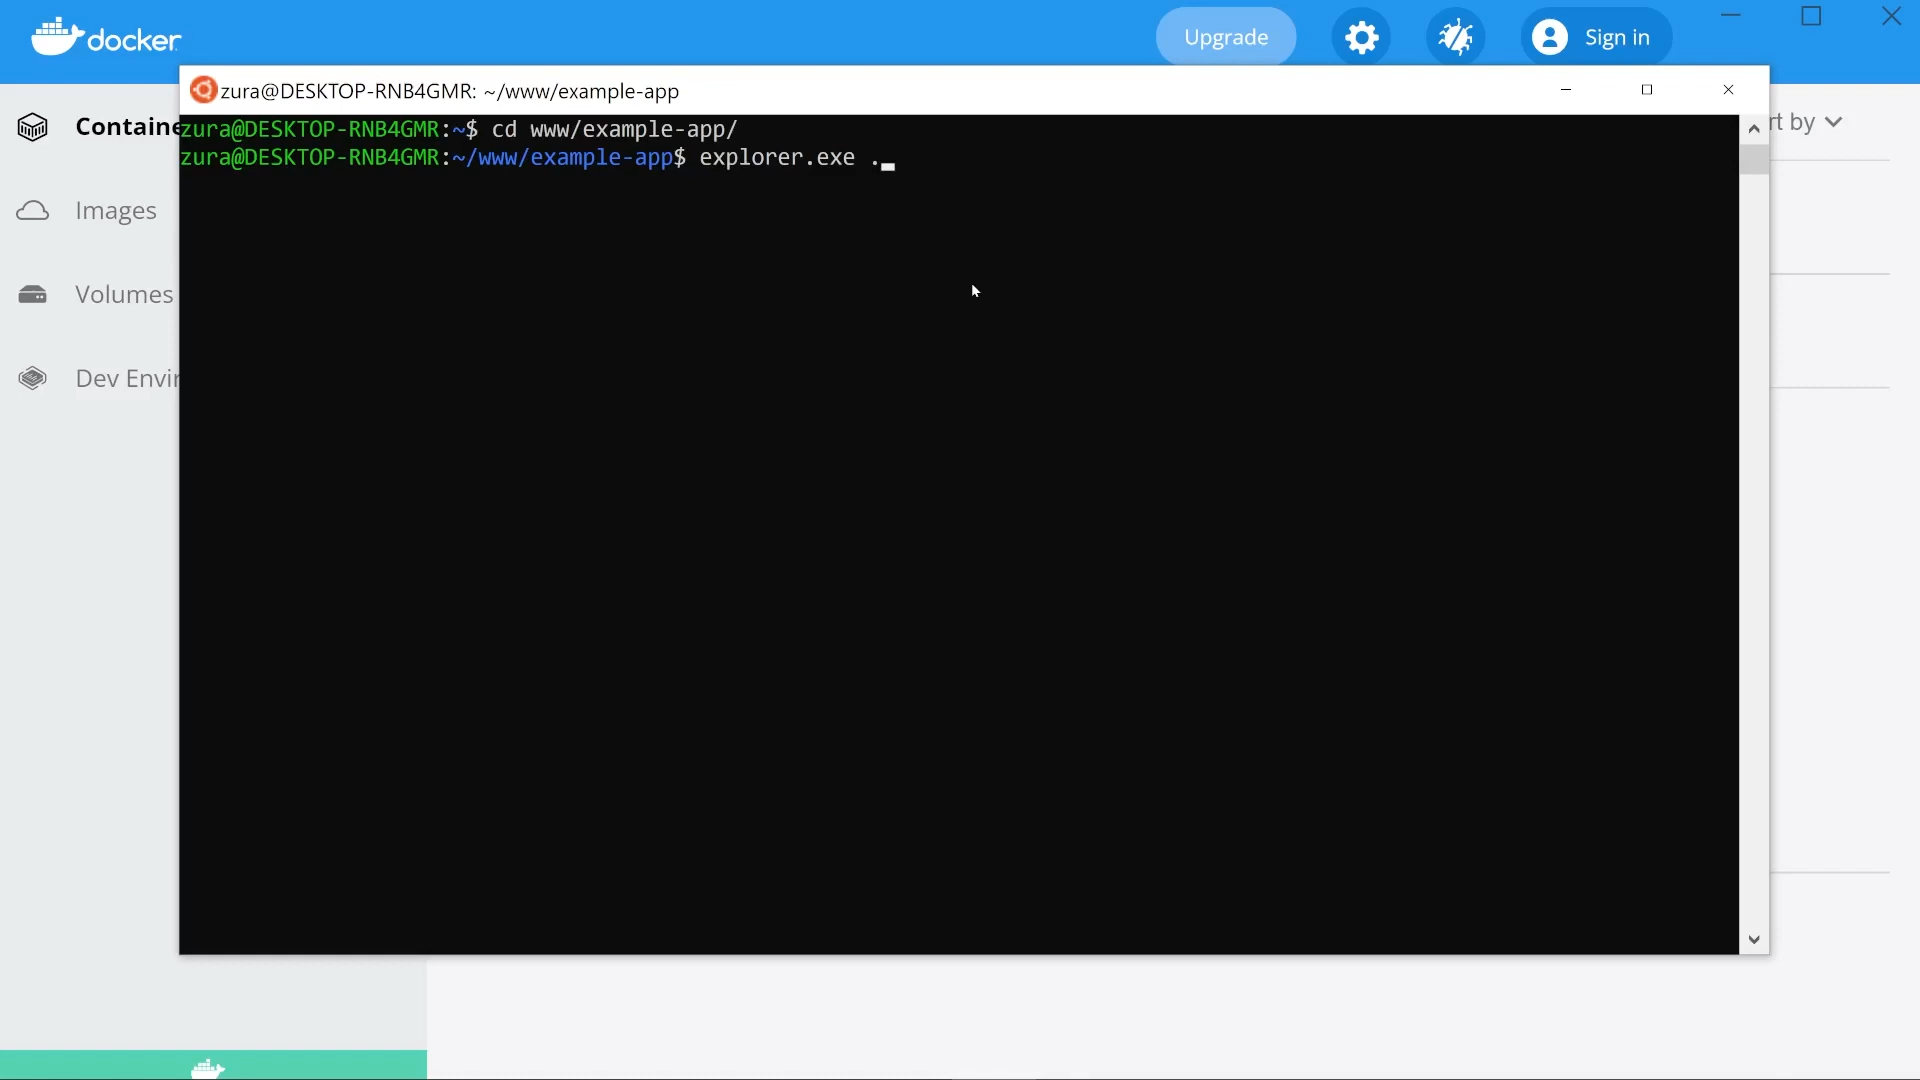 docker
Upgrade
Sign in
zura@DESKTOP-RNB4GMR: ~/www/example-app
Containe
zura@DESKTOP-RNB4GMR:~$ cd www/example-app/
rt by
zura@DESKTOP-RNB4GMR:~/www/example-app$ explorer.exe .
Images
Volumes
Dev Envir